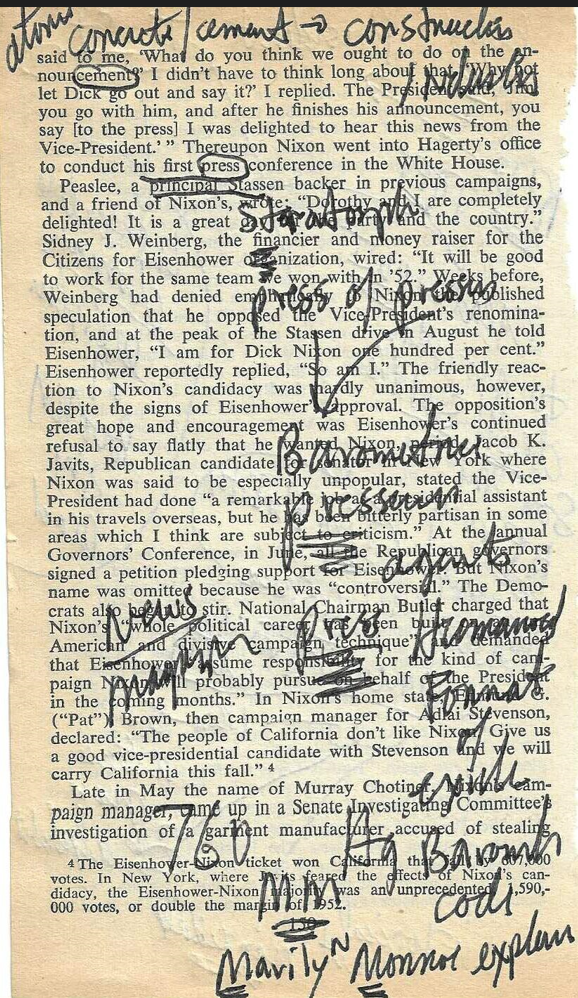 atomic concrete/cement → construction
said to me, 'What do you think we ought to do on the an-
nouncement?' I didn't have to think long about that. 'Why not
let Dick go out and say it?' I replied. The President said, 'Jim
you go with him, and after he finishes his announcement, you
say [to the press] I was delighted to hear this news from the
Vice-President.' " Thereupon Nixon went into Hagerty's office
to conduct his first press conference in the White House.
Peaslee, a principal Stassen backer in previous campaigns,
and a friend of Nixon's, wrote: "Dorothy and I are completely
delighted! It is a great day for our party and the country."
Sidney J. Weinberg, the financier and money raiser for the
Citizens for Eisenhower organization, wired: "It will be good
to work for the same team we won with in '52." Weeks before,
Weinberg had denied emphatically to Nixon the published
press of
speculation that he opposed the Vice-President's renomina-
tion, and at the peak of the Stassen drive in August he told
Eisenhower, "I am for Dick Nixon one hundred per cent."
Eisenhower reportedly replied, "So am I." The friendly reac-
tion to Nixon's candidacy was hardly unanimous, however,
despite the signs of Eisenhower approval. The opposition's
great hope and encouragement was Eisenhower's continued
refusal to say flatly that he wanted Nixon, period. Jacob K.
Barometric
Javits, Republican candidate for senator in New York where
Nixon was said to be especially unpopular, stated the Vice-
President had done "a remarkable job as a presidential assistant
pressure
in his travels overseas, but he has been bitterly partisan in some
areas which I think are subject to criticism." At the annual
Governors' Conference, in June, all the Republican governors
agents
signed a petition pledging support for Eisenhower. But Nixon's
name was omitted because he was "controversial." The Demo-
crats also began to stir. National Chairman Butler charged that
News Press
Nixon's "whole political career has been built
American and divisive campaign technique" and demanded
that Eisenhower assume responsibility for the kind of cam-
paign Nixon will probably pursue on behalf of the President
Format
in the coming months." In Nixon's home state, Edmund G.
("Pat") Brown, then campaign manager for Adlai Stevenson,
of
declared: "The people of California don't like Nixon. Give us
a good vice-presidential candidate with Stevenson and we will
carry California this fall." 4
Late in May the name of Murray Chotiner, Nixon's cam-
paign manager, came up in a Senate Investigating Committee's
investigation of a garment manufacturer accused of stealing
760 Hg
4 The Eisenhower-Nixon ticket won California that fall by 607,000
votes. In New York, where Javits feared the effects of Nixon's can-
didacy, the Eisenhower-Nixon majority was an unprecedented 1,590,-
000 votes, or double the margin of 1952.
MM code
150
Marilyn Monroe explain